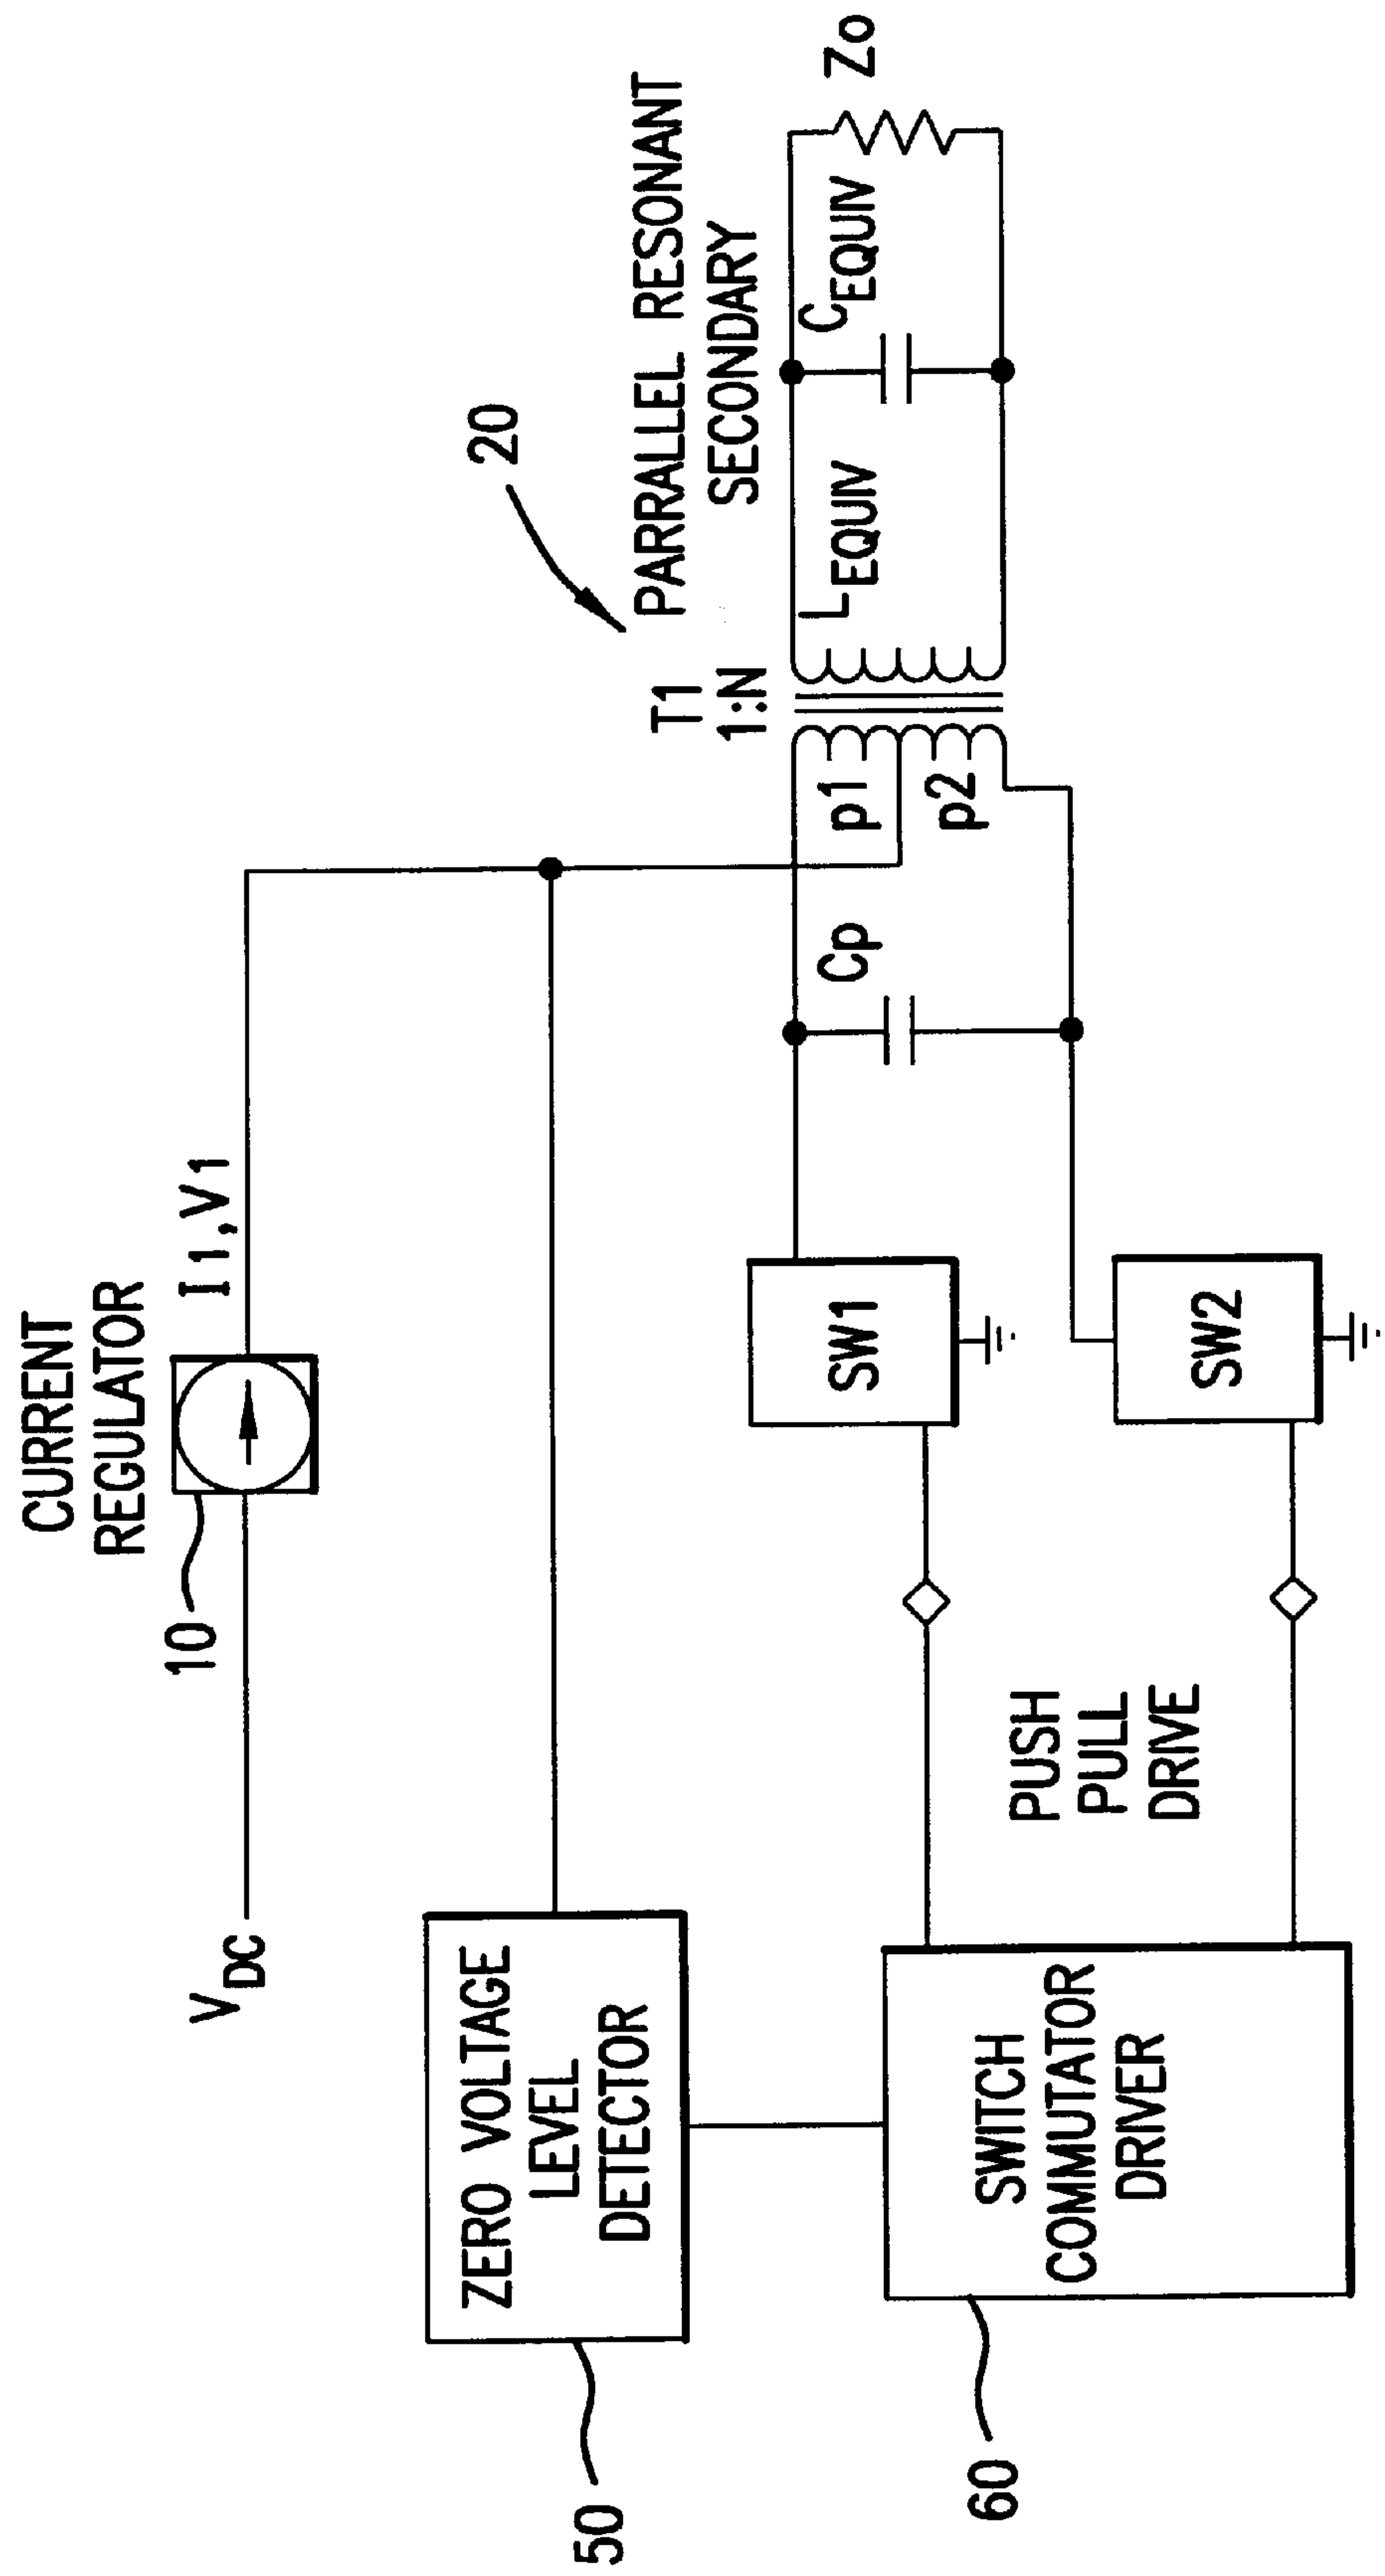 CURRENT
REGULATOR
10
I1,V1
VDC
20
PARRALLEL RESONANT
SECONDARY
T1
1:N
LEQUIV
CEQUIV
Zo
p1
p2
Cp
ZERO VOLTAGE
LEVEL
DETECTOR
50
SW1
SW2
PUSH
PULL
DRIVE
SWITCH
COMMUTATOR
DRIVER
60